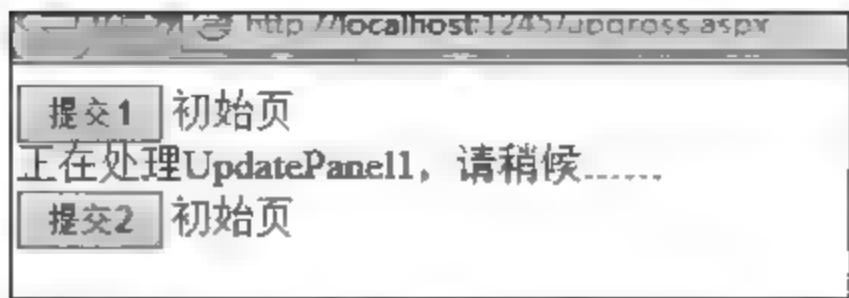 http://localhost:1245/upgross.aspx
提交1 初始页
正在处理UpdatePanel1，请稍候......
提交2 初始页